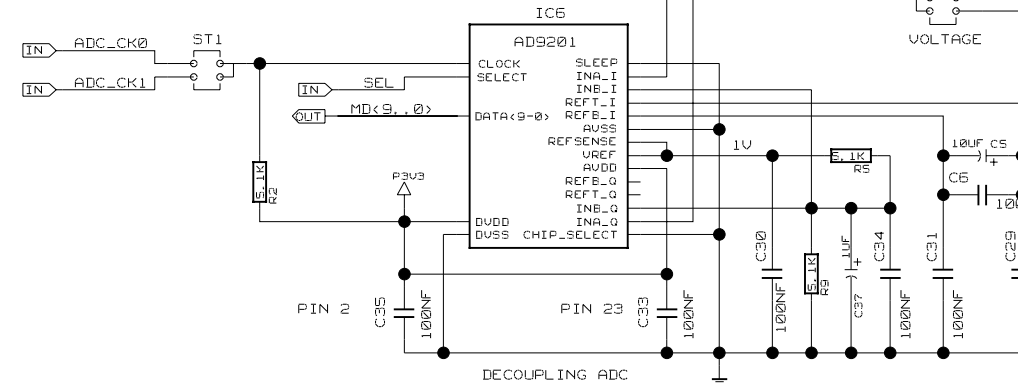 IC6
AD9201
ST1
IN ADC_CK0
IN ADC_CK1
IN SEL
OUT MD<9..0>
CLOCK
SELECT
DATA<9-0>
DVDD
DVSS
SLEEP
INA_I
INB_I
REFT_I
REFB_I
AVSS
REFSENSE
VREF
AVDD
REFB_Q
REFT_Q
INB_Q
INA_Q
CHIP_SELECT
VOLTAGE
1V
5.1K
R5
10UF C5
C6
5.1K
R2
P3V3
PIN 2
C35
100NF
PIN 23
C33
100NF
C30
100NF
5.1K
R9
1UF
C37
C34
100NF
C31
100NF
C29
DECOUPLING ADC